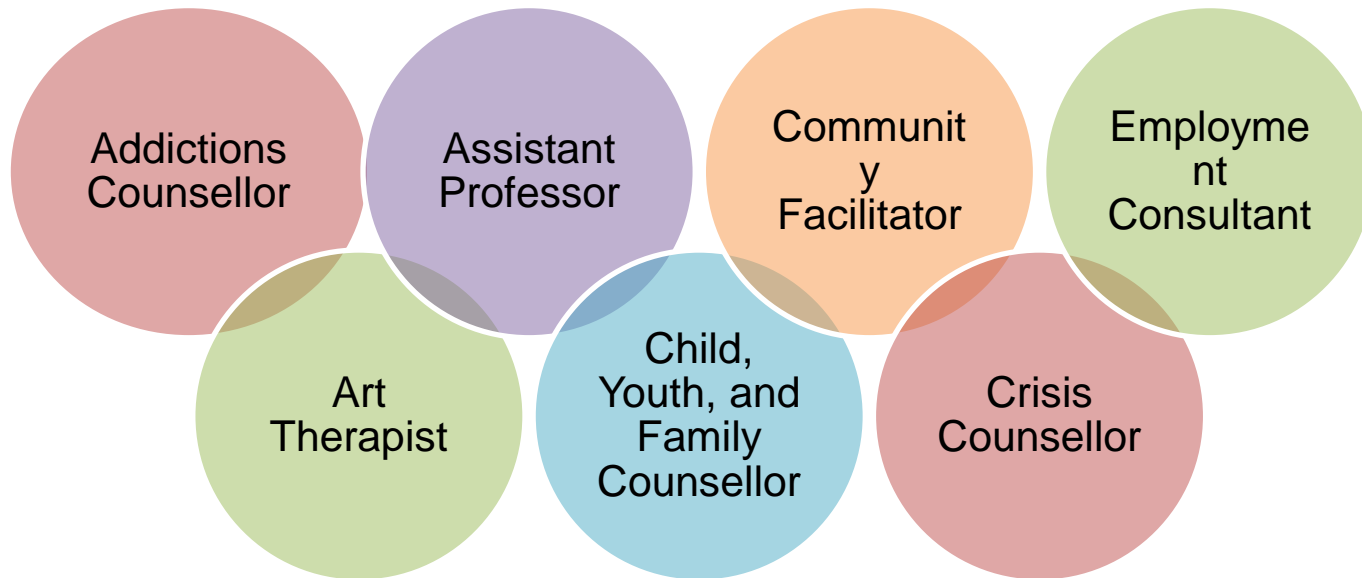 Addictions
Counsellor
Art
Therapist
Assistant
Professor
Child,
Youth, and
Family
Counsellor
Communit
y
Facilitator
Crisis
Counsellor
Employme
nt
Consultant